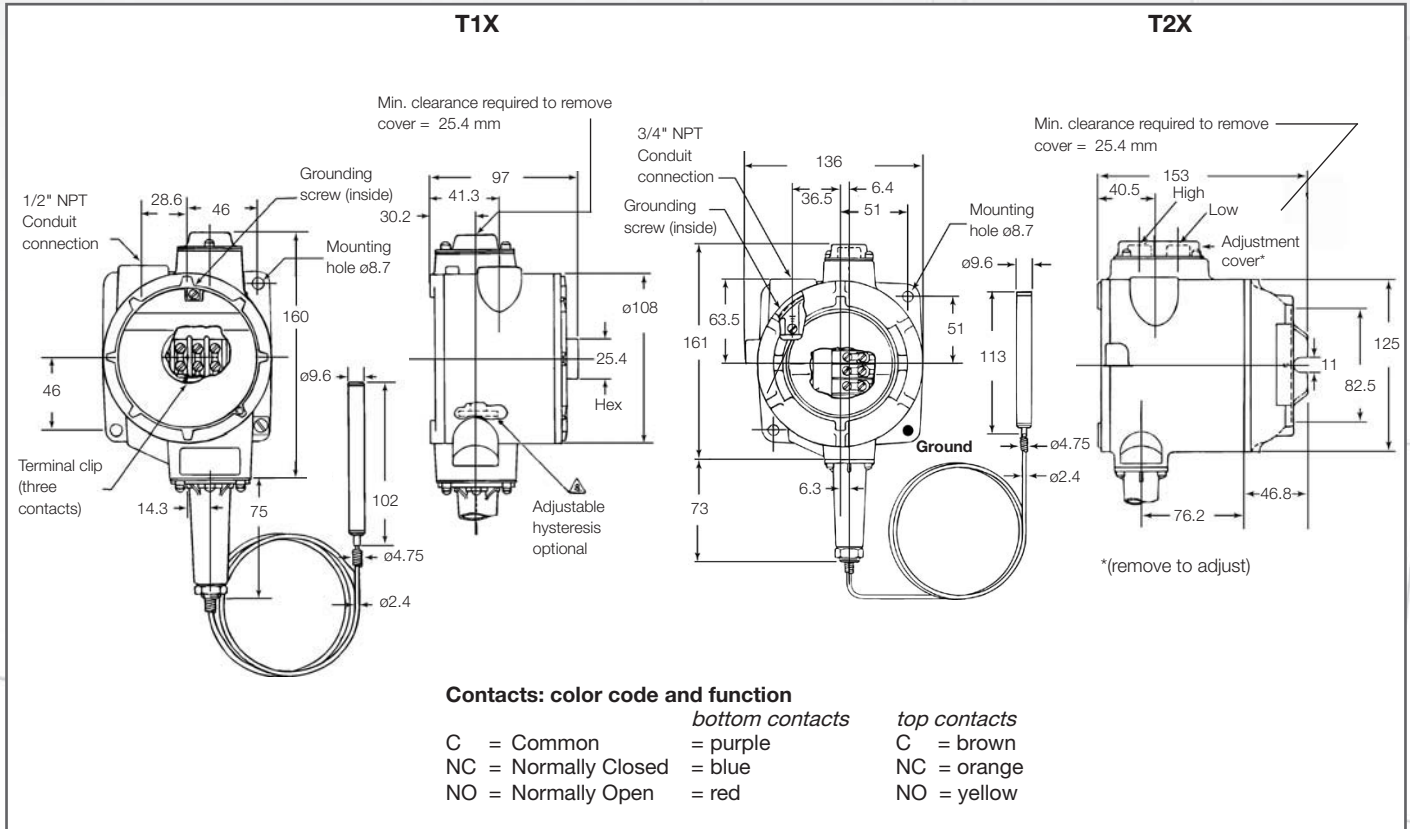 T1X
T2X
Min. clearance required to remove
cover = 25.4 mm
1/2" NPT
Conduit
connection
28.6
46
Grounding
screw (inside)
Mounting
hole ø8.7
160
46
Terminal clip
(three
contacts)
14.3
75
ø9.6
102
ø4.75
ø2.4
97
41.3
30.2
ø108
25.4
Hex
Adjustable
hysteresis
optional
3/4" NPT
Conduit
connection
Grounding
screw (inside)
136
36.5
6.4
51
Mounting
hole ø8.7
63.5
161
51
Ground
73
6.3
ø9.6
113
ø4.75
ø2.4
Min. clearance required to remove
cover = 25.4 mm
153
40.5
High
Low
Adjustment
cover*
125
11
82.5
46.8
76.2
*(remove to adjust)
Contacts: color code and function
bottom contacts top contacts
C = Common = purple C = brown
NC = Normally Closed = blue NC = orange
NO = Normally Open = red NO = yellow